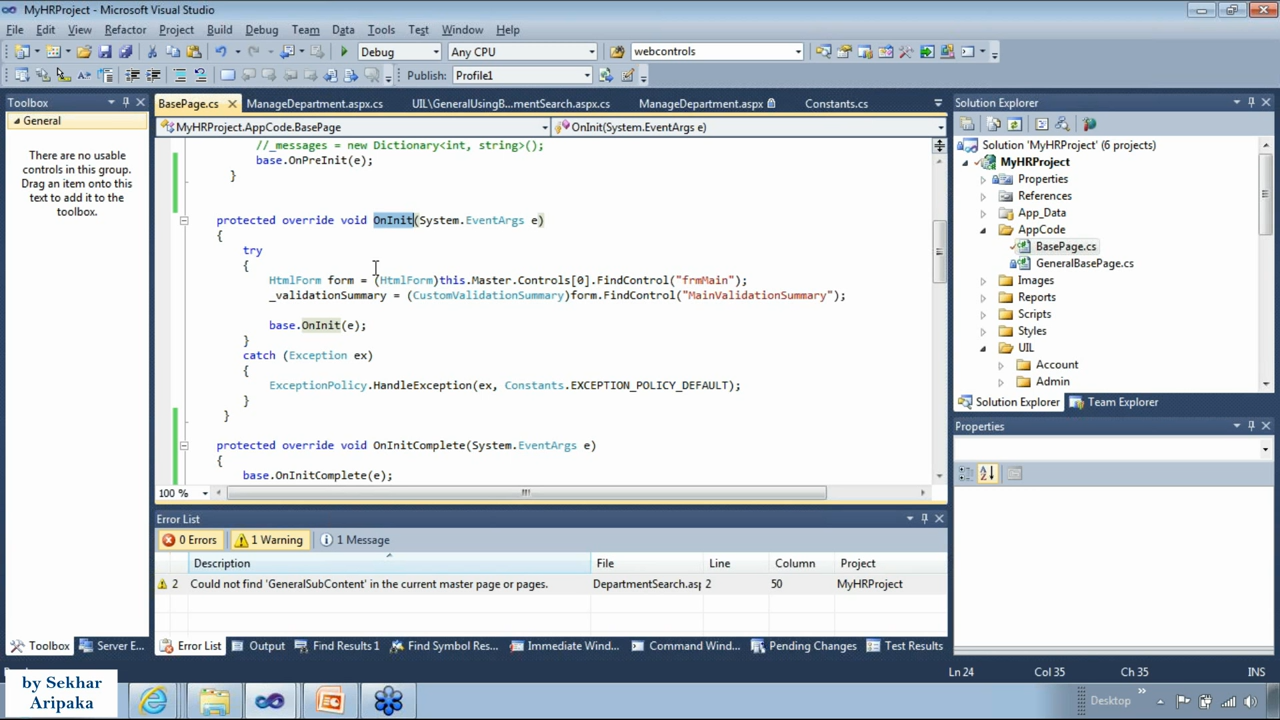 MyHRProject - Microsoft Visual Studio
File Edit View Refactor Project Build Debug Team Data Tools Test Window Help
Debug Any CPU webcontrols
Publish: Profile1
Toolbox
General
There are no usable
controls in this group.
Drag an item onto this
text to add it to the
toolbox.
BasePage.cs ManageDepartment.aspx.cs UIL\GeneralUsingB...mentSearch.aspx.cs ManageDepartment.aspx Constants.cs
MyHRProject.AppCode.BasePage OnInit(System.EventArgs e)
//_messages = new Dictionary<int, string>();
base.OnPreInit(e);
}
protected override void OnInit(System.EventArgs e)
{
try
{
HtmlForm form = (HtmlForm)this.Master.Controls[0].FindControl("frmMain");
_validationSummary = (CustomValidationSummary)form.FindControl("MainValidationSummary");
base.OnInit(e);
}
catch (Exception ex)
{
ExceptionPolicy.HandleException(ex, Constants.EXCEPTION_POLICY_DEFAULT);
}
}
protected override void OnInitComplete(System.EventArgs e)
{
base.OnInitComplete(e);
100 %
Solution Explorer
Solution 'MyHRProject' (6 projects)
MyHRProject
Properties
References
App_Data
AppCode
BasePage.cs
GeneralBasePage.cs
Images
Reports
Scripts
Styles
UIL
Account
Admin
Solution Explorer Team Explorer
Properties
Error List
0 Errors 1 Warning 1 Message
Description File Line Column Project
2 Could not find 'GeneralSubContent' in the current master page or pages. DepartmentSearch.asp 2 50 MyHRProject
Toolbox Server E... Error List Output Find Results 1 Find Symbol Res... Immediate Wind... Command Wind... Pending Changes Test Results
Ln 24 Col 35 Ch 35 INS
by Sekhar
Aripaka
Desktop